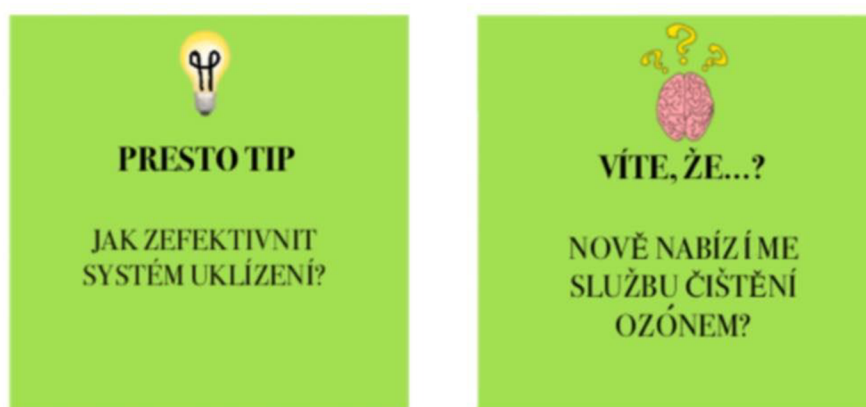 PRESTO TIP
JAK ZEFEKTIVNIT
SYSTÉM UKLÍZENÍ?
VÍTE, ŽE...?
NOVĚ NABÍZÍME
SLUŽBU ČIŠTĚNÍ
OZÓNEM?